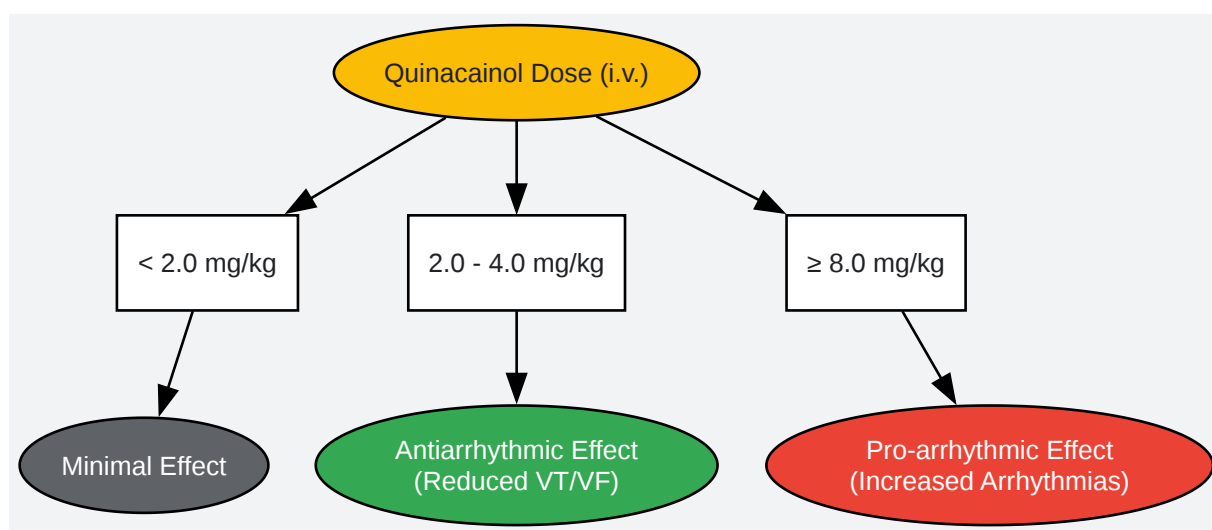 Quinacainol Dose (i.v.)
< 2.0 mg/kg
2.0 - 4.0 mg/kg
≥ 8.0 mg/kg
Minimal Effect
Antiarrhythmic Effect
(Reduced VT/VF)
Pro-arrhythmic Effect
(Increased Arrhythmias)